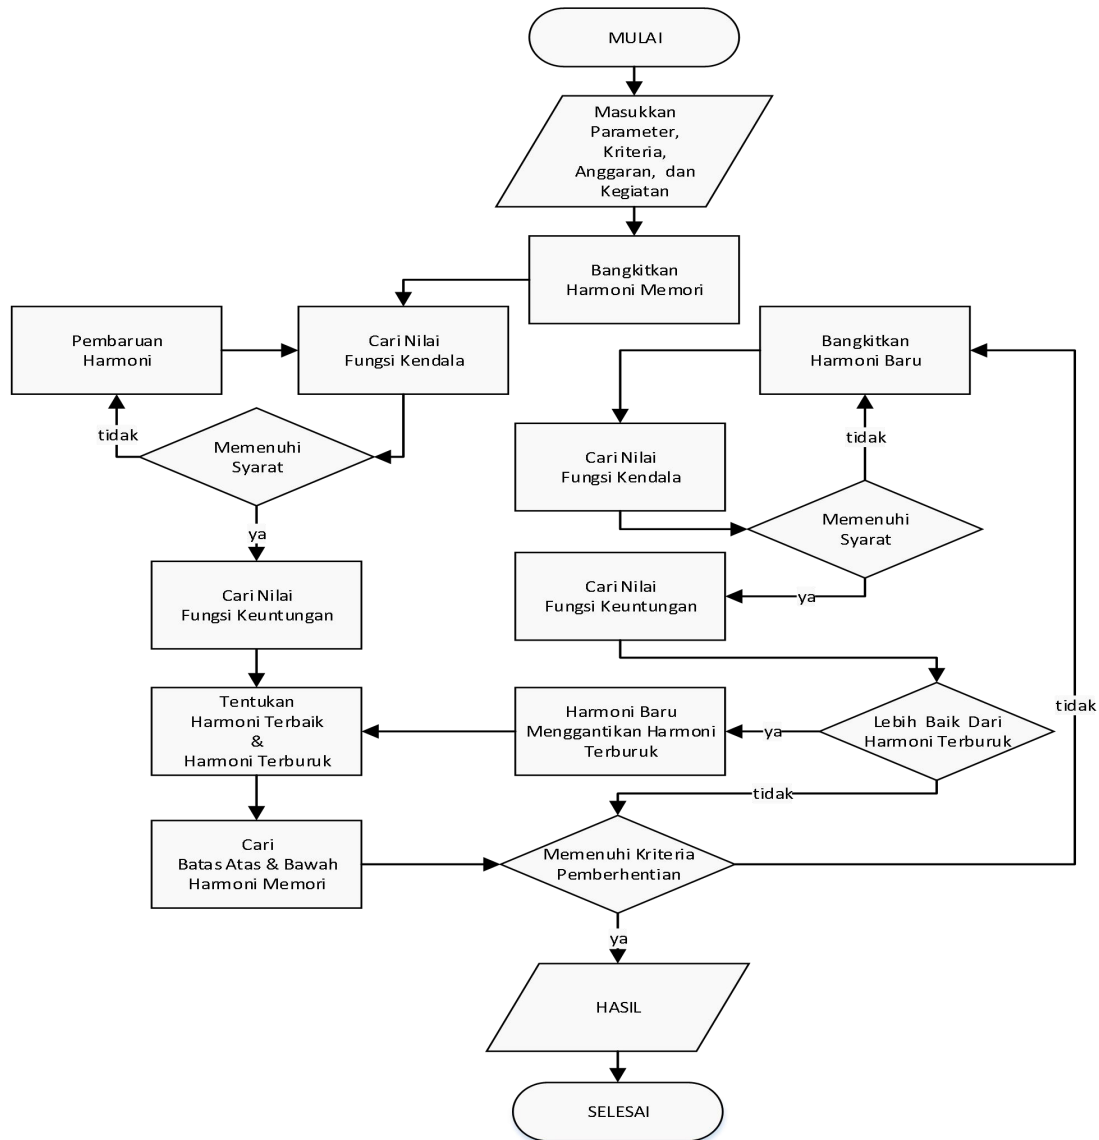 MULAI
Masukkan
Parameter,
Kriteria,
Anggaran, dan
Kegiatan
Bangkitkan
Harmoni Memori
Pembaruan
Harmoni
Cari Nilai
Fungsi Kendala
Bangkitkan
Harmoni Baru
tidak
Memenuhi
Syarat
tidak
Cari Nilai
Fungsi Kendala
Memenuhi
Syarat
ya
Cari Nilai
Fungsi Keuntungan
Cari Nilai
Fungsi Keuntungan
ya
Tentukan
Harmoni Terbaik
&
Harmoni Terburuk
Harmoni Baru
Menggantikan Harmoni
Terburuk
ya
Lebih Baik Dari
Harmoni Terburuk
tidak
tidak
Cari
Batas Atas & Bawah
Harmoni Memori
Memenuhi Kriteria
Pemberhentian
ya
HASIL
SELESAI